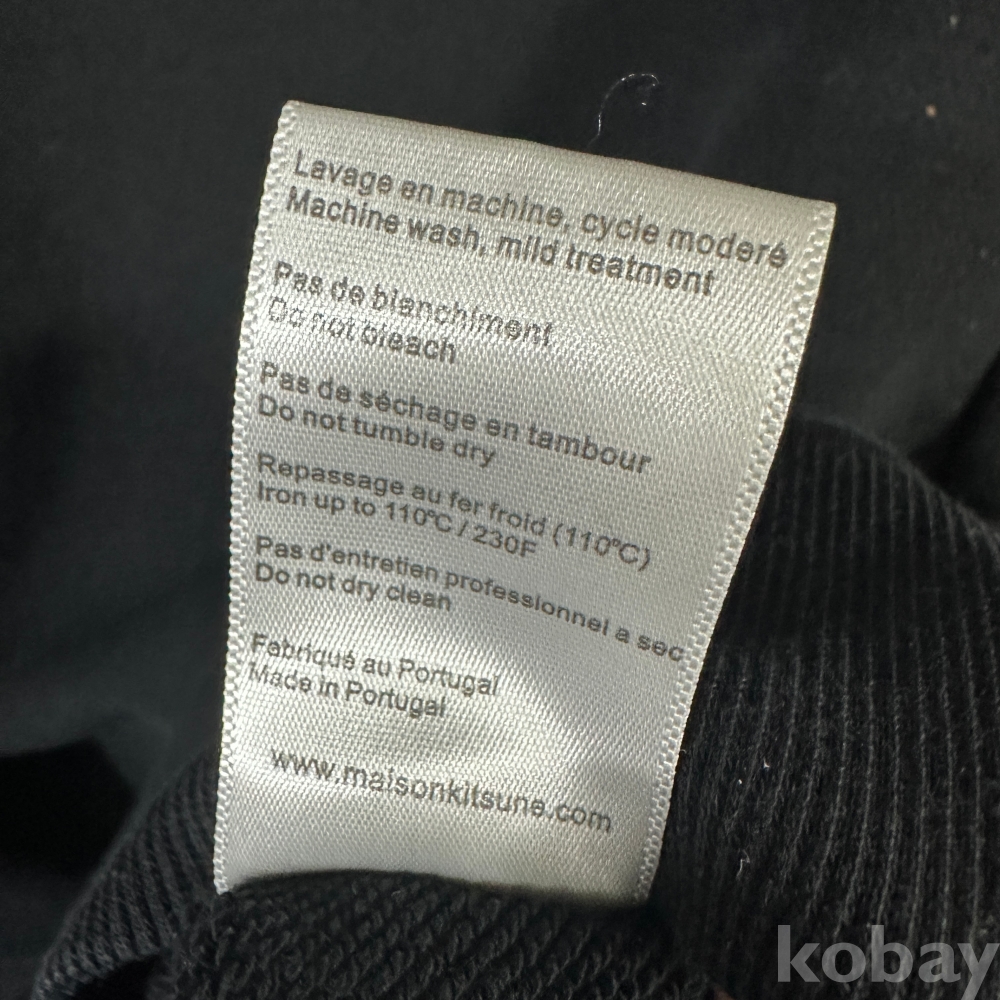 Lavage en machine, cycle moderé
Machine wash, mild treatment
Pas de blanchiment
Do not bleach
Pas de séchage en tambour
Do not tumble dry
Repassage au fer froid (110°C)
Iron up to 110°C / 230F
Pas d'entretien professionnel a sec
Do not dry clean
Fabriqué au Portugal
Made in Portugal
www.maisonkitsune.com
kobay